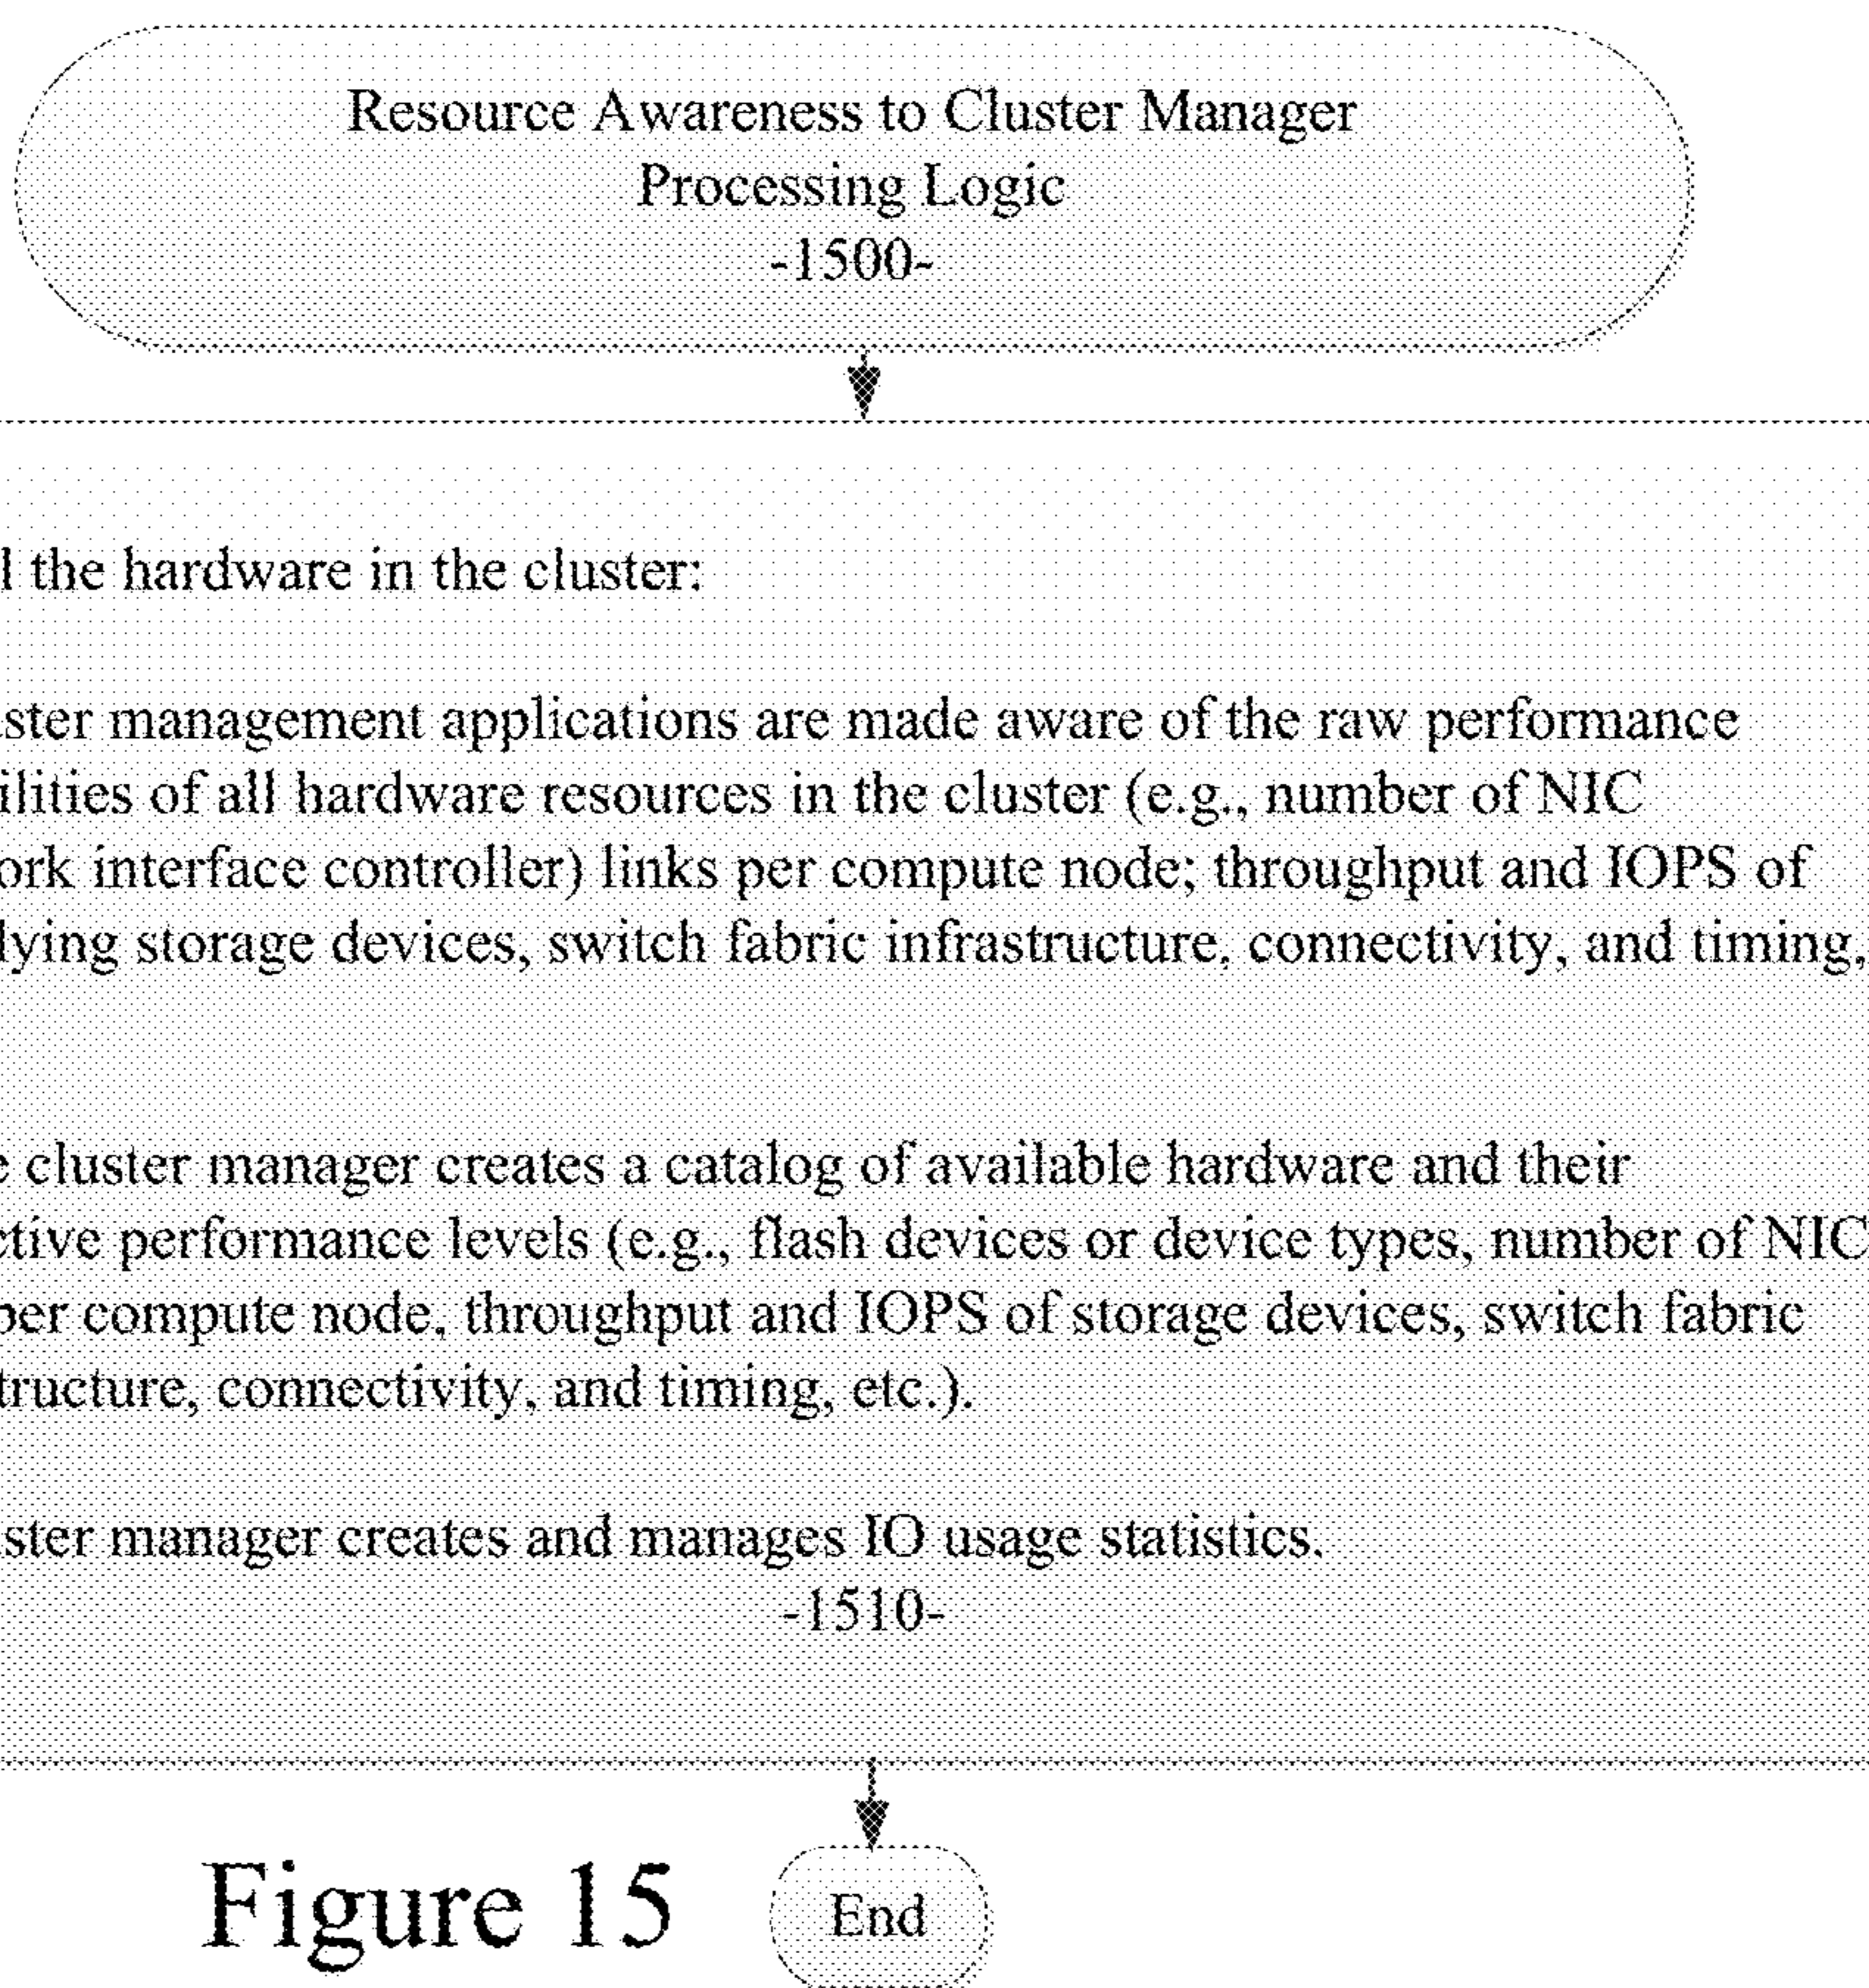 Resource Awareness to Cluster Manager
Processing Logic
-1500-
l the hardware in the cluster:
ster management applications are made aware of the raw performance
ilities of all hardware resources in the cluster (e.g., number of NIC
ork interface controller) links per compute node; throughput and IOPS of
lying storage devices, switch fabric infrastructure, connectivity, and timing,
e cluster manager creates a catalog of available hardware and their
ctive performance levels (e.g., flash devices or device types, number of NIC
per compute node, throughput and IOPS of storage devices, switch fabric
tructure, connectivity, and timing, etc.).
ster manager creates and manages IO usage statistics.
-1510-
Figure 15
End